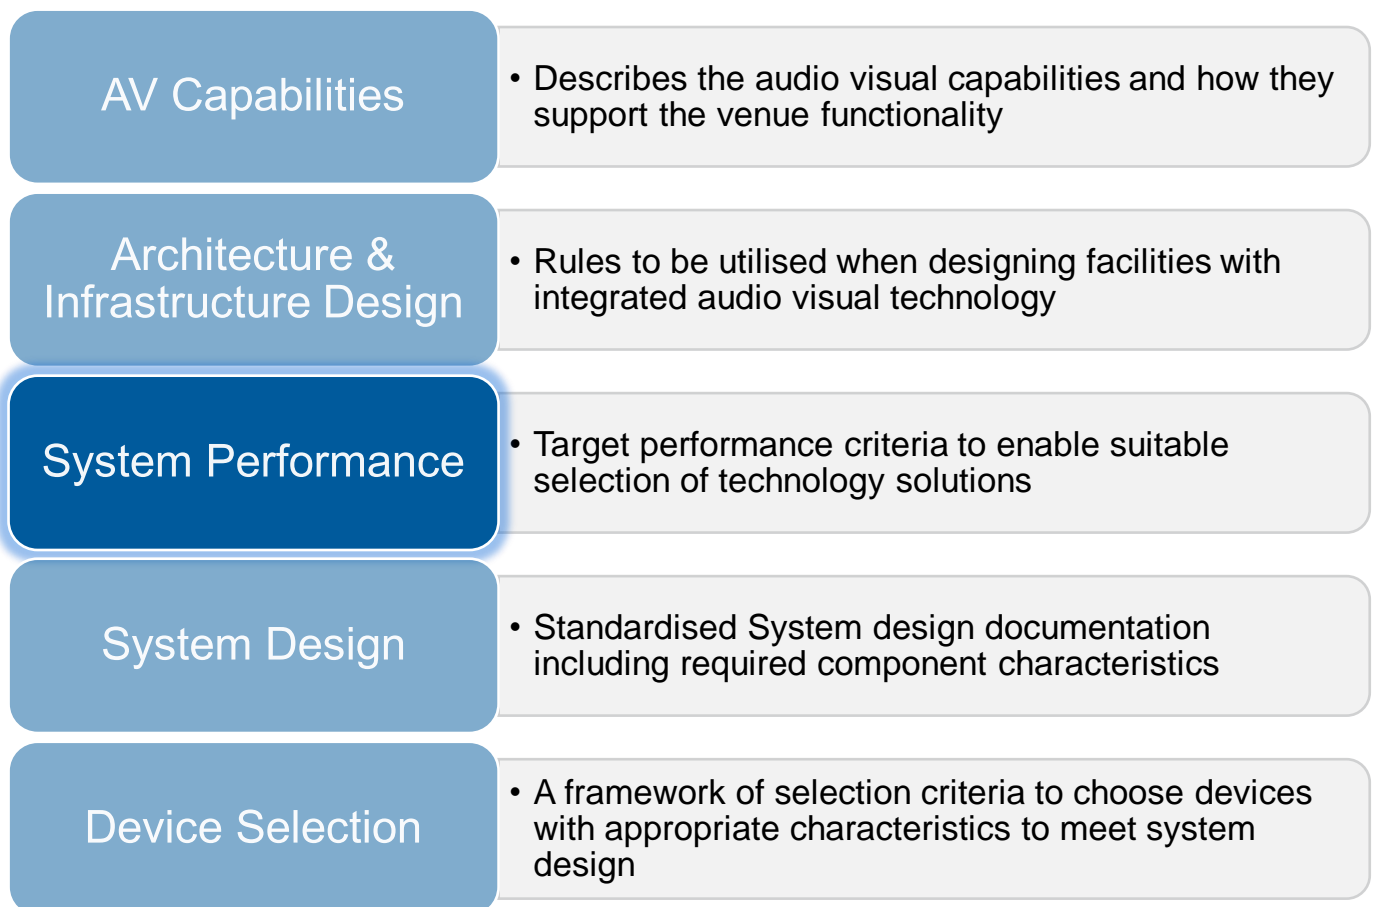 AV Capabilities
• Describes the audio visual capabilities and how they
support the venue functionality
Architecture &
Infrastructure Design
• Rules to be utilised when designing facilities with
integrated audio visual technology
System Performance
• Target performance criteria to enable suitable
selection of technology solutions
System Design
• Standardised System design documentation
including required component characteristics
Device Selection
• A framework of selection criteria to choose devices
with appropriate characteristics to meet system
design